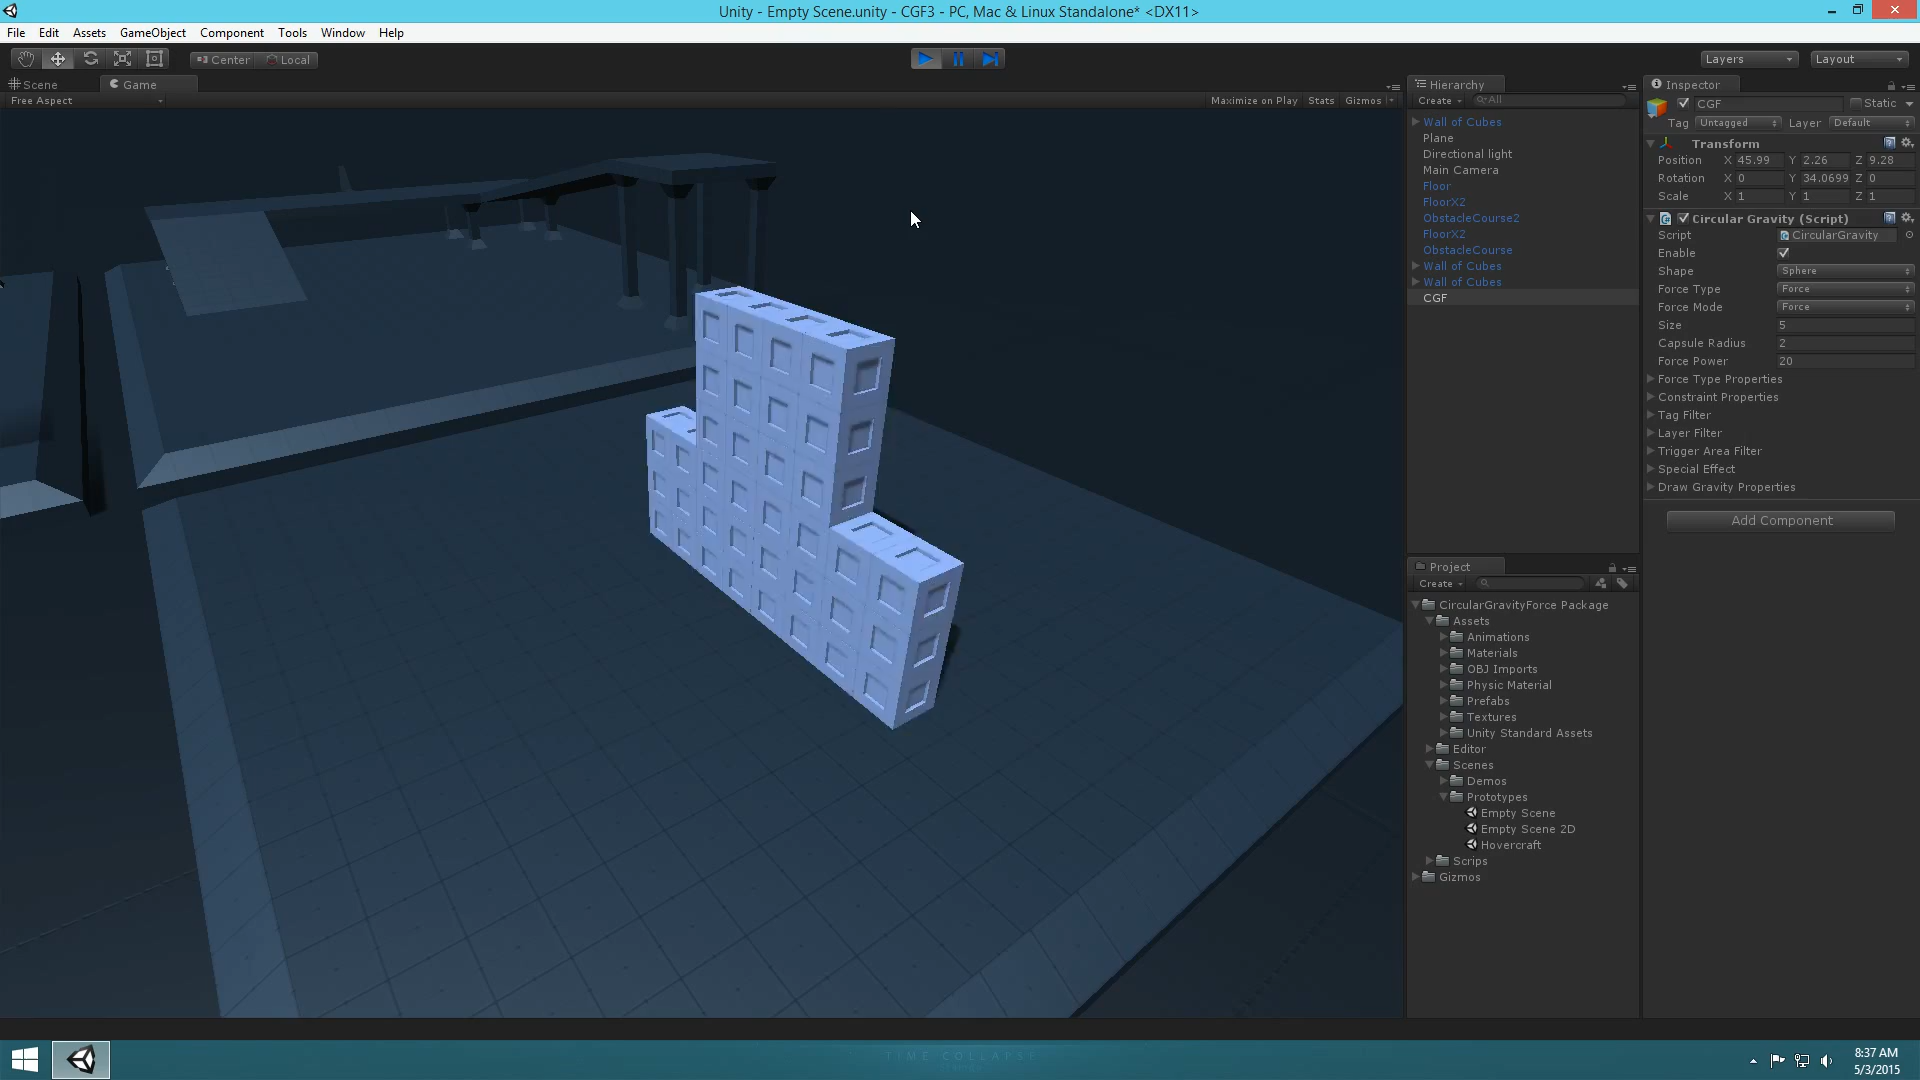 Unity - Empty Scene.unity - CGF3 - PC, Mac & Linux Standalone* <DX11>
File Edit Assets GameObject Component Tools Window Help
Center Local
Layers Layout
Scene Game
Free Aspect
Maximize on Play Stats Gizmos
Hierarchy
Create All
Wall of Cubes
Plane
Directional light
Main Camera
Floor
FloorX2
ObstacleCourse2
FloorX2
ObstacleCourse
Wall of Cubes
Wall of Cubes
CGF
Project
Create
CircularGravityForce Package
Assets
Animations
Materials
OBJ Imports
Physic Material
Prefabs
Textures
Unity Standard Assets
Editor
Scenes
Demos
Prototypes
Empty Scene
Empty Scene 2D
Hovercraft
Scrips
Gizmos
Inspector
CGF Static
Tag Untagged Layer Default
Transform
Position X 45.99 Y 2.26 Z 9.28
Rotation X 0 Y 34.0699 Z 0
Scale X 1 Y 1 Z 1
Circular Gravity (Script)
Script CircularGravity
Enable
Shape Sphere
Force Type Force
Force Mode Force
Size 5
Capsule Radius 2
Force Power 20
Force Type Properties
Constraint Properties
Tag Filter
Layer Filter
Trigger Area Filter
Special Effect
Draw Gravity Properties
Add Component
TIME COLLAPSE
8:37 AM
5/3/2015